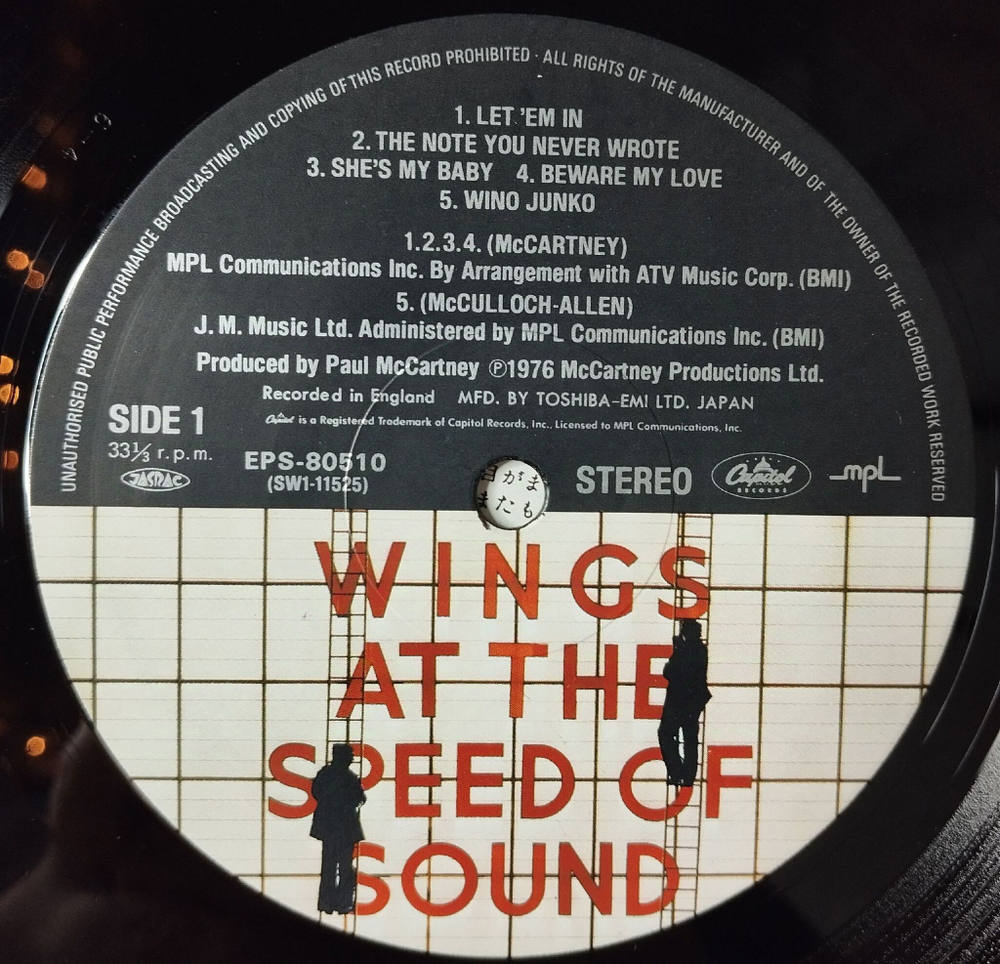 UNAUTHORISED PUBLIC PERFORMANCE BROADCASTING AND COPYING OF THIS RECORD PROHIBITED · ALL RIGHTS OF THE MANUFACTURER AND OF THE OWNER OF THE RECORDED WORK RESERVED
1. LET 'EM IN
2. THE NOTE YOU NEVER WROTE
3. SHE'S MY BABY 4. BEWARE MY LOVE
5. WINO JUNKO
1.2.3.4. (McCARTNEY)
MPL Communications Inc. By Arrangement with ATV Music Corp. (BMI)
5. (McCULLOCH-ALLEN)
J. M. Music Ltd. Administered by MPL Communications Inc. (BMI)
Produced by Paul McCartney ℗1976 McCartney Productions Ltd.
Recorded in England MFD. BY TOSHIBA-EMI LTD. JAPAN
Capitol is a Registered Trademark of Capitol Records, Inc., Licensed to MPL Communications, Inc.
SIDE 1
33⅓ r.p.m.
JASRAC
EPS-80510
(SW1-11525)
がま
またも
STEREO
Capitol
RECORDS
mpl
WINGS
AT THE
SPEED OF
SOUND